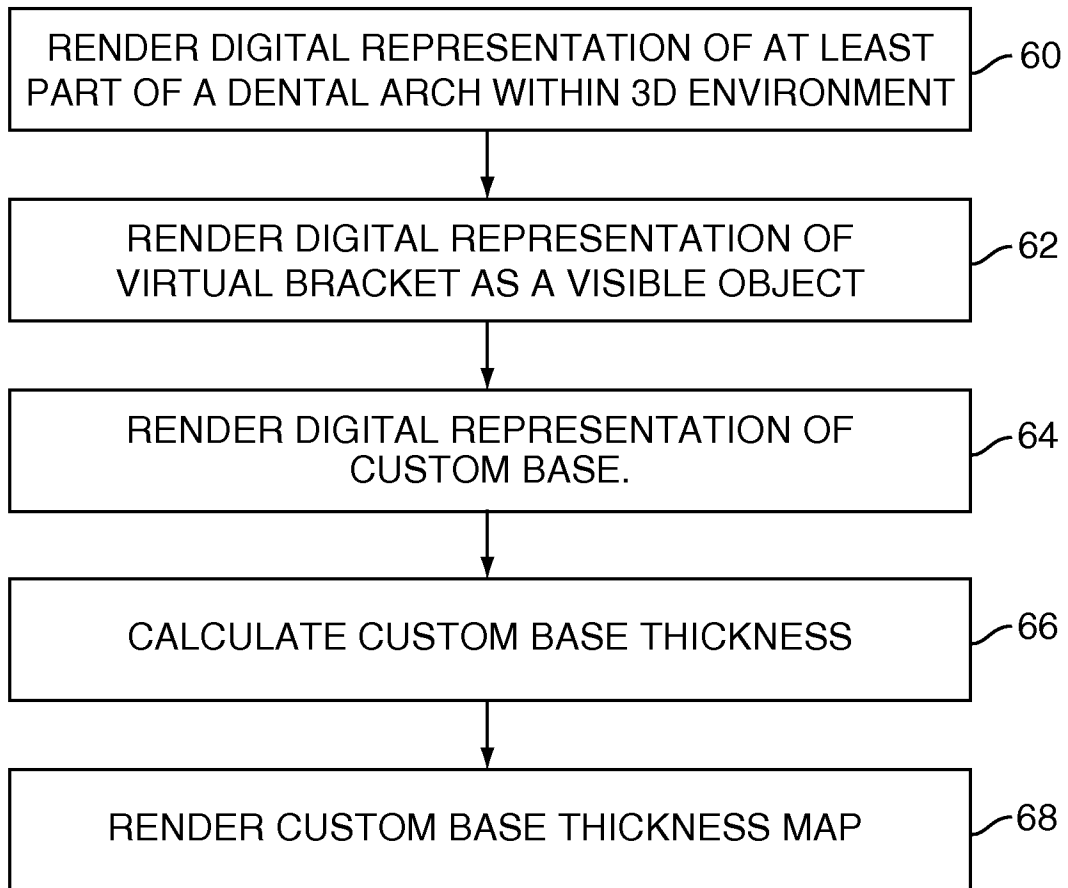 RENDER DIGITAL REPRESENTATION OF AT LEAST
PART OF A DENTAL ARCH WITHIN 3D ENVIRONMENT
60
RENDER DIGITAL REPRESENTATION OF
VIRTUAL BRACKET AS A VISIBLE OBJECT
62
RENDER DIGITAL REPRESENTATION OF
CUSTOM BASE.
64
CALCULATE CUSTOM BASE THICKNESS
66
RENDER CUSTOM BASE THICKNESS MAP
68